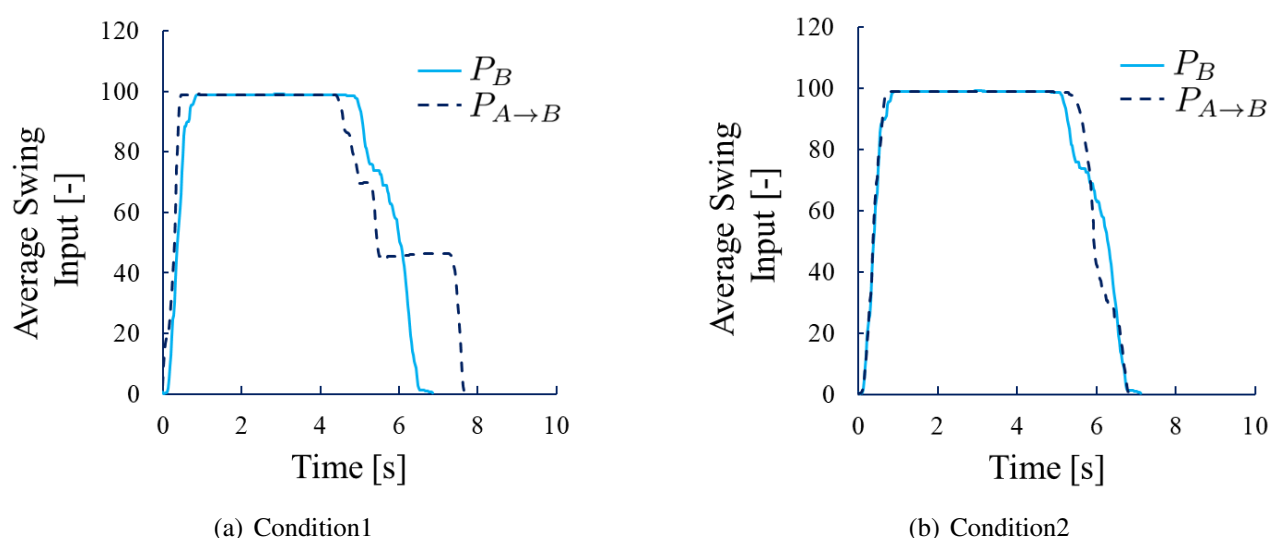 120
100
80
60
40
20
0
0 2 4 6 8 10
Average Swing
Input [-]
Time [s]
P_B
P_{A→B}
(a) Condition1
120
100
80
60
40
20
0
0 2 4 6 8 10
Average Swing
Input [-]
Time [s]
P_B
P_{A→B}
(b) Condition2